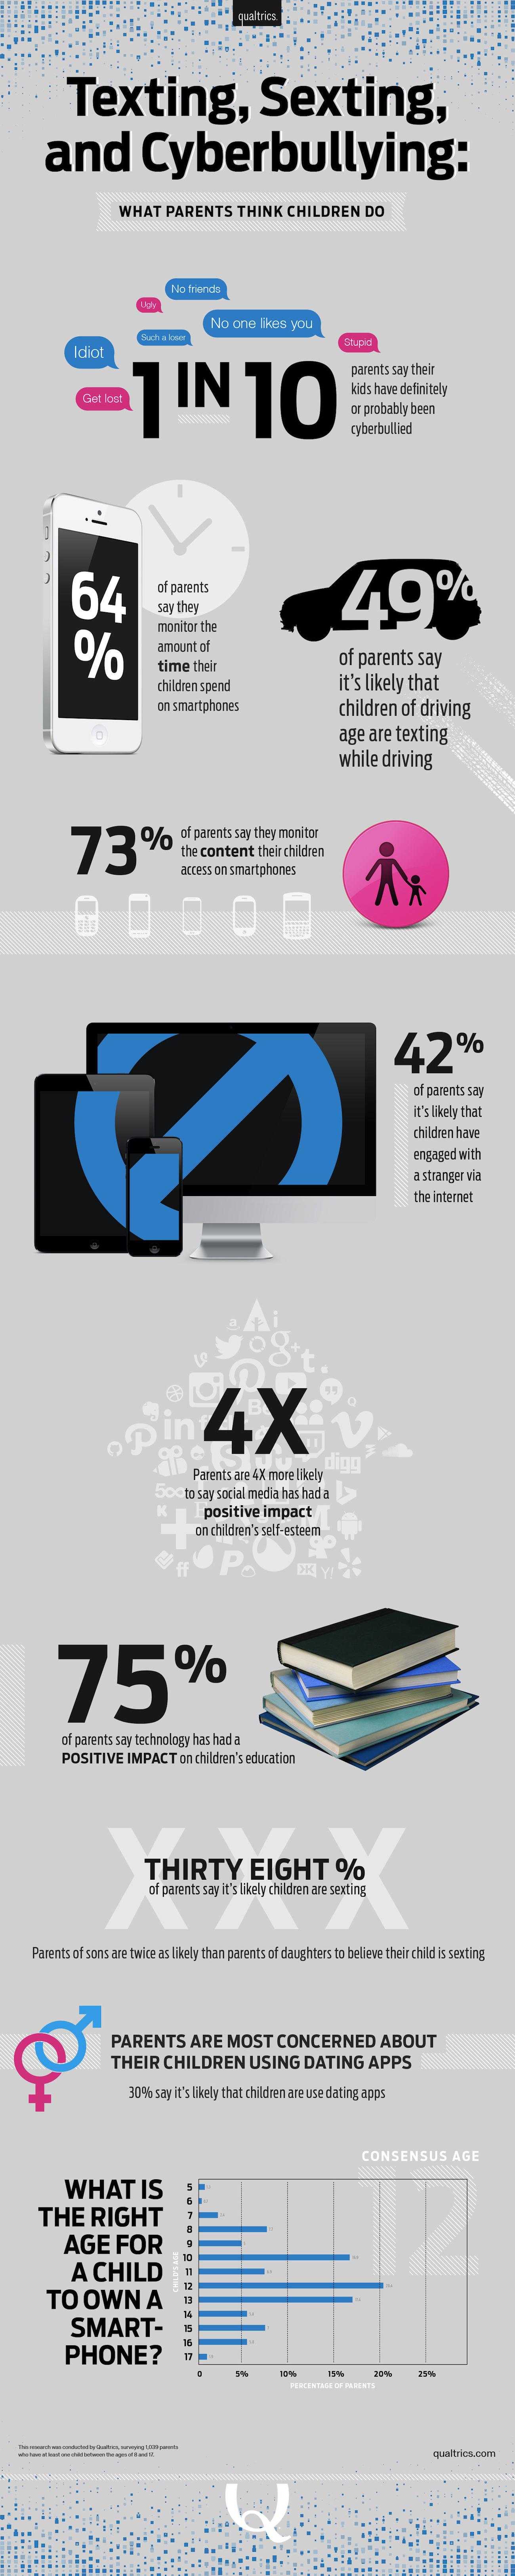 qualtrics
Texting, Sexting,
and Cyberbullying:
WHAT PARENTS THINK CHILDREN DO
No friends
Ugly
No one likes you
Such a loser
Stupid
Idiot
Get lost
1 IN 10
parents say their
kids have definitely
or probably been
cyberbullied
64
%
of parents
say they
monitor the
amount of
time their
children spend
on smartphones
49%
of parents say
it's likely that
children of driving
age are texting
while driving
73%
of parents say they monitor
the content their children
access on smartphones
42%
of parents say
it's likely that
children have
engaged with
a stranger via
the internet
4X
Parents are 4X more likely
to say social media has had a
positive impact
on children's self-esteem
75%
of parents say technology has had a
POSITIVE IMPACT on children's education
XXX
THIRTY EIGHT %
of parents say it's likely children are sexting
Parents of sons are twice as likely than parents of daughters to believe their child is sexting
PARENTS ARE MOST CONCERNED ABOUT
THEIR CHILDREN USING DATING APPS
30% say it's likely that children are use dating apps
CONSENSUS AGE
12
WHAT IS
THE RIGHT
AGE FOR
A CHILD
TO OWN A
SMART-
PHONE?
CHILD'S AGE
5
6
7
8
9
10
11
12
13
14
15
16
17
0 5% 10% 15% 20% 25%
PERCENTAGE OF PARENTS
This research was conducted by Qualtrics, surveying 1,039 parents
who have at least one child between the ages of 8 and 17.
qualtrics.com
Q